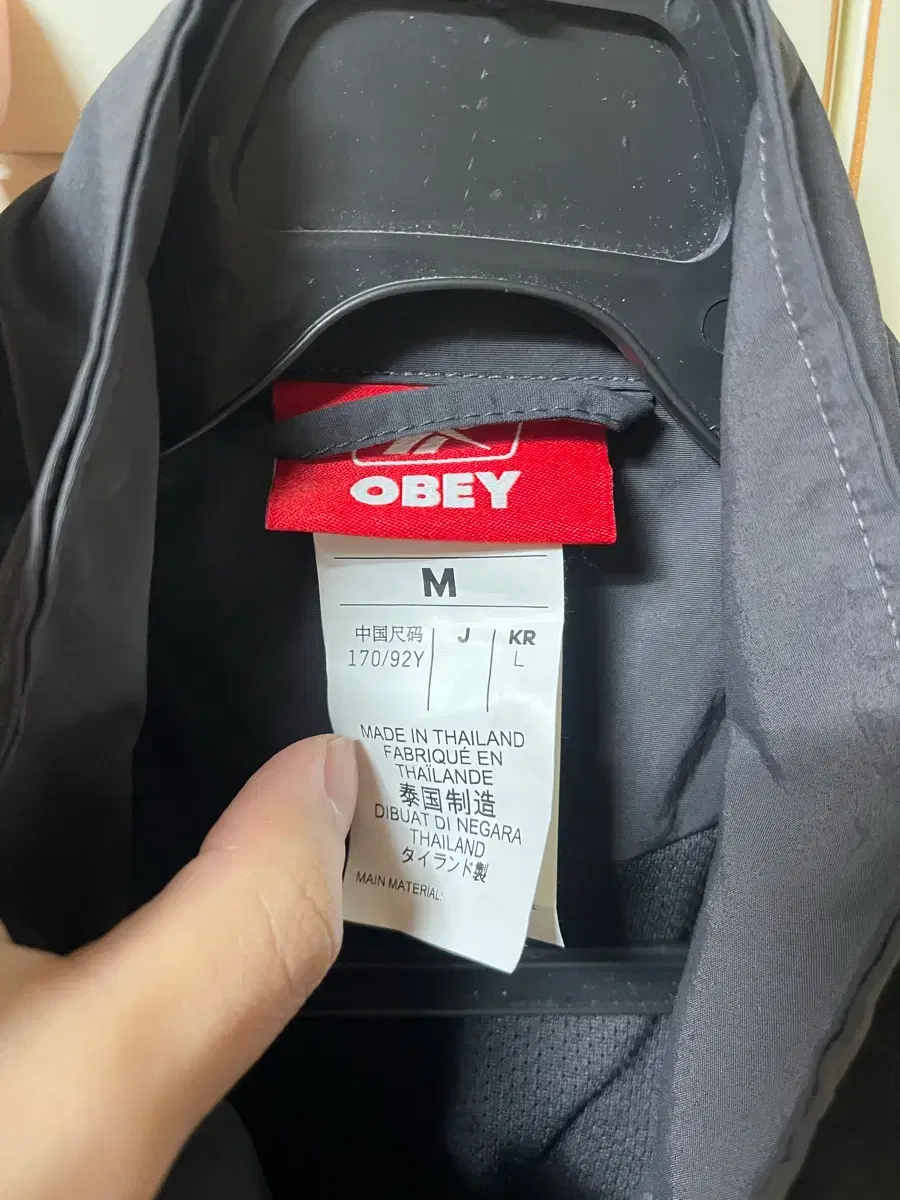 OBEY
M
中国尺码 J KR
170/92Y L
MADE IN THAILAND
FABRIQUÉ EN
THAÏLANDE
泰国制造
DIBUAT DI NEGARA
THAILAND
タイランド製
MAIN MATERIAL: